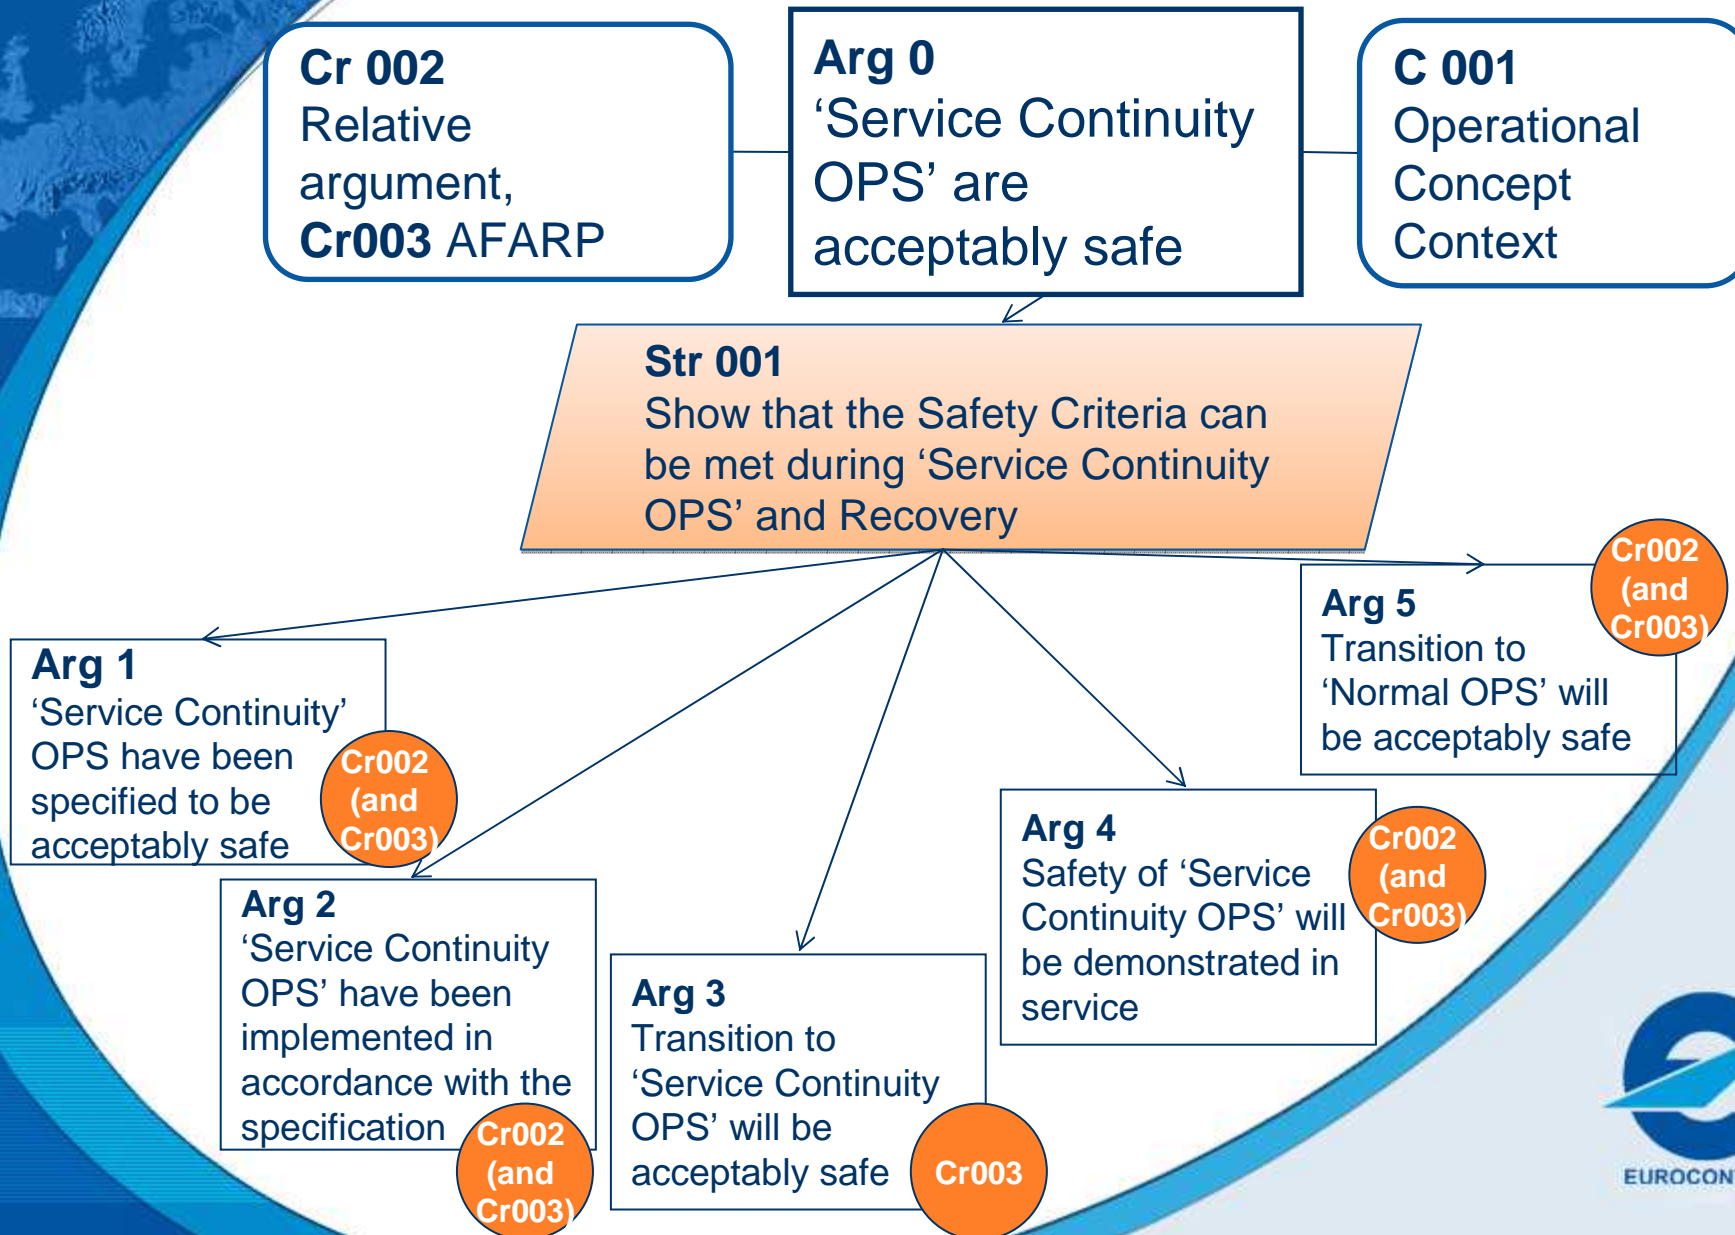 Cr 002
Relative
argument,
Cr003 AFARP
Arg 0
‘Service Continuity
OPS’ are
acceptably safe
C 001
Operational
Concept
Context
Str 001
Show that the Safety Criteria can
be met during ‘Service Continuity
OPS’ and Recovery
Arg 1
‘Service Continuity’
OPS have been
specified to be
acceptably safe
Cr002
(and
Cr003)
Arg 2
‘Service Continuity
OPS’ have been
implemented in
accordance with the
specification
Cr002
(and
Cr003)
Arg 3
Transition to
‘Service Continuity
OPS’ will be
acceptably safe
Cr003
Arg 4
Safety of ‘Service
Continuity OPS’ will
be demonstrated in
service
Cr002
(and
Cr003)
Arg 5
Transition to
‘Normal OPS’ will
be acceptably safe
Cr002
(and
Cr003)
EUROCON